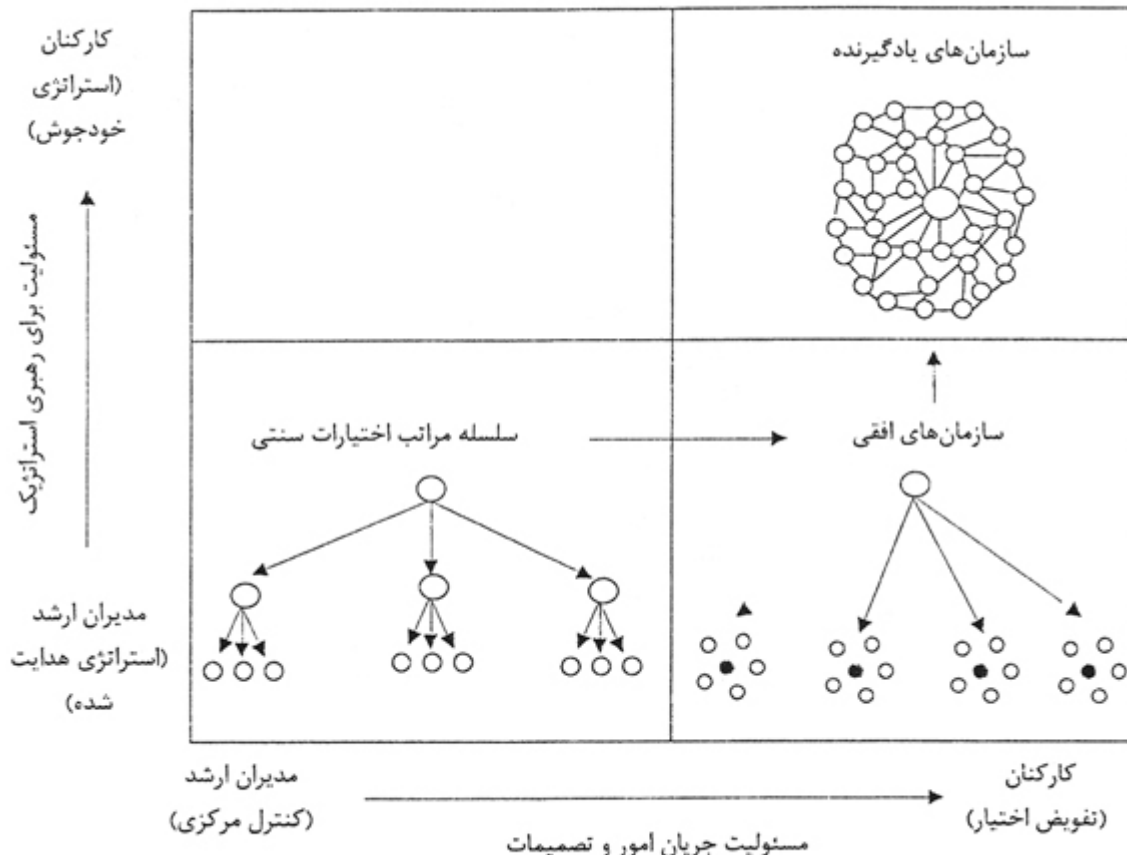 کارکنان
(استراتژی
خودجوش)
سازمان‌های یادگیرنده
مسئولیت برای رهبری استراتژیک
سلسله مراتب اختیارات سنتی
سازمان‌های افقی
مدیران ارشد
(استراتژی هدایت
شده)
مدیران ارشد
(کنترل مرکزی)
کارکنان
(تفویض اختیار)
مسئولیت جریان امور و تصمیمات